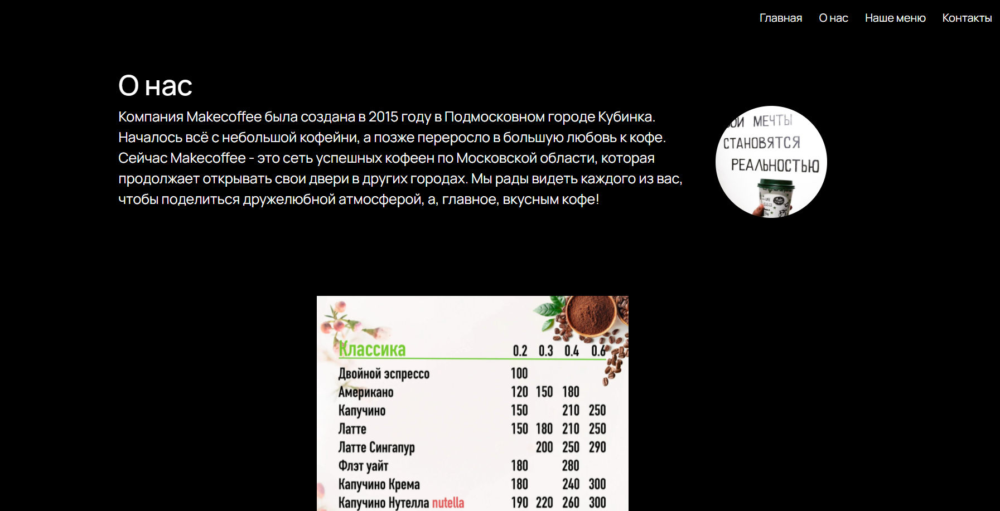 Главная О нас Наше меню Контакты
О нас
Компания Makecoffee была создана в 2015 году в Подмосковном городе Кубинка.
Началось всё с небольшой кофейни, а позже переросло в большую любовь к кофе.
Сейчас Makecoffee - это сеть успешных кофеен по Московской области, которая
продолжает открывать свои двери в других городах. Мы рады видеть каждого из вас,
чтобы поделиться дружелюбной атмосферой, а, главное, вкусным кофе!
МЕЧТЫ
СТАНОВЯТСЯ
РЕАЛЬНОСТЬЮ
Классика 0.2 0.3 0.4 0.6
Двойной эспрессо 100
Американо 120 150 180
Капучино 150 210 250
Латте 150 180 210 250
Латте Сингапур 200 250 290
Флэт уайт 180 280
Капучино Крема 180 240 300
Капучино Нутелла nutella 190 220 260 300